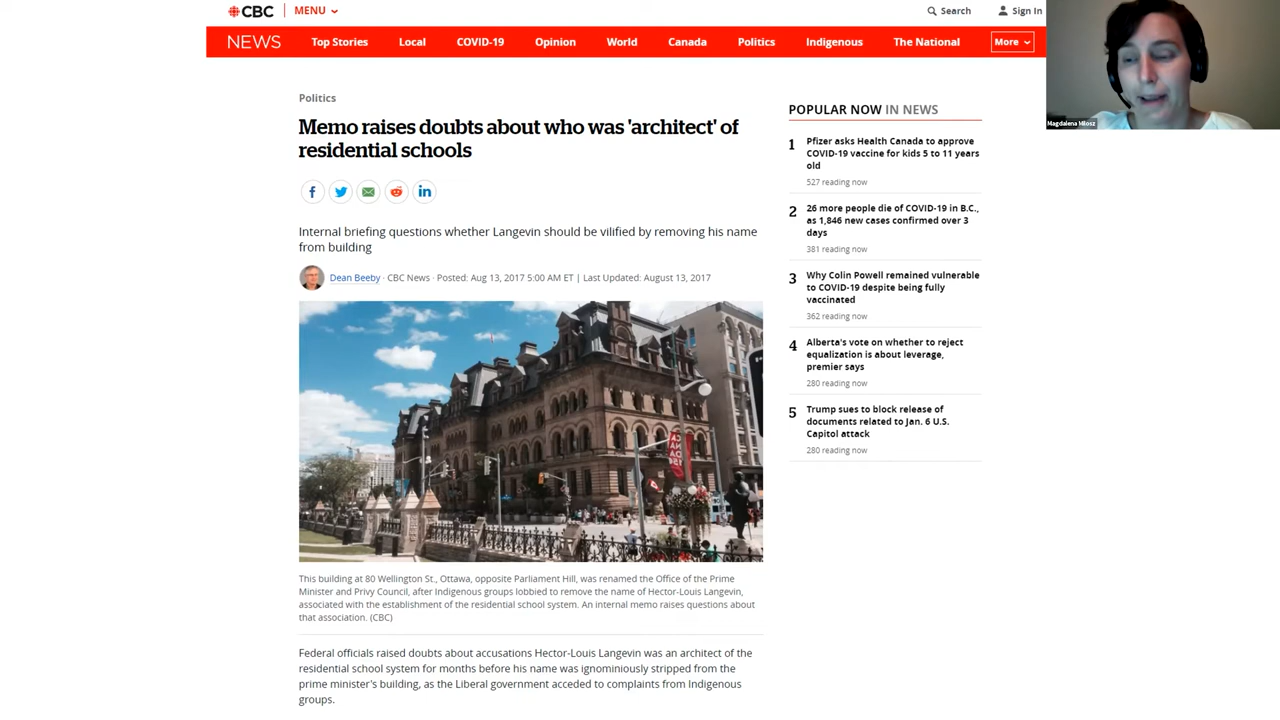 CBC
MENU
Search
Sign In
NEWS
Top Stories
Local
COVID-19
Opinion
World
Canada
Politics
Indigenous
The National
More
Magdalena Milosz
Politics
Memo raises doubts about who was 'architect' of
residential schools
Internal briefing questions whether Langevin should be vilified by removing his name
from building
Dean Beeby · CBC News · Posted: Aug 13, 2017 5:00 AM ET | Last Updated: August 13, 2017
This building at 80 Wellington St., Ottawa, opposite Parliament Hill, was renamed the Office of the Prime
Minister and Privy Council, after Indigenous groups lobbied to remove the name of Hector-Louis Langevin,
associated with the establishment of the residential school system. An internal memo raises questions about
that association. (CBC)
Federal officials raised doubts about accusations Hector-Louis Langevin was an architect of the
residential school system for months before his name was ignominiously stripped from the
prime minister's building, as the Liberal government acceded to complaints from Indigenous
groups.
POPULAR NOW IN NEWS
1
Pfizer asks Health Canada to approve
COVID-19 vaccine for kids 5 to 11 years
old
527 reading now
2
26 more people die of COVID-19 in B.C.,
as 1,846 new cases confirmed over 3
days
381 reading now
3
Why Colin Powell remained vulnerable
to COVID-19 despite being fully
vaccinated
362 reading now
4
Alberta's vote on whether to reject
equalization is about leverage,
premier says
280 reading now
5
Trump sues to block release of
documents related to Jan. 6 U.S.
Capitol attack
280 reading now